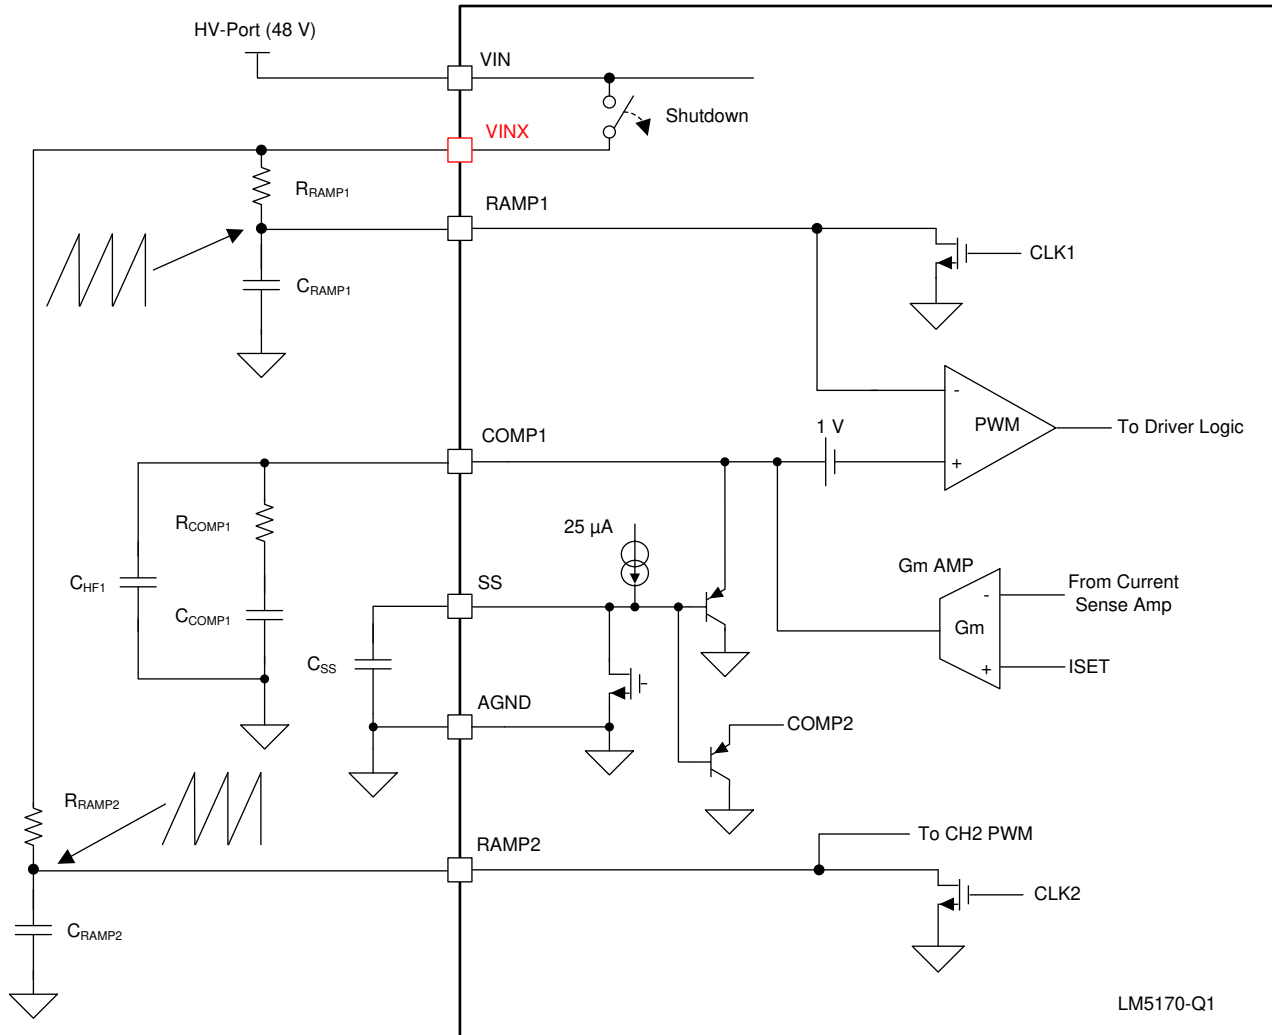 HV-Port (48 V)
VIN
Shutdown
VINX
RRAMP1
RAMP1
CLK1
CRAMP1
-
PWM
To Driver Logic
+
COMP1
1 V
RCOMP1
25 µA
CHF1
CCOMP1
SS
Gm AMP
-
From Current
Sense Amp
Gm
+
ISET
CSS
AGND
COMP2
RRAMP2
RAMP2
To CH2 PWM
CLK2
CRAMP2
LM5170-Q1